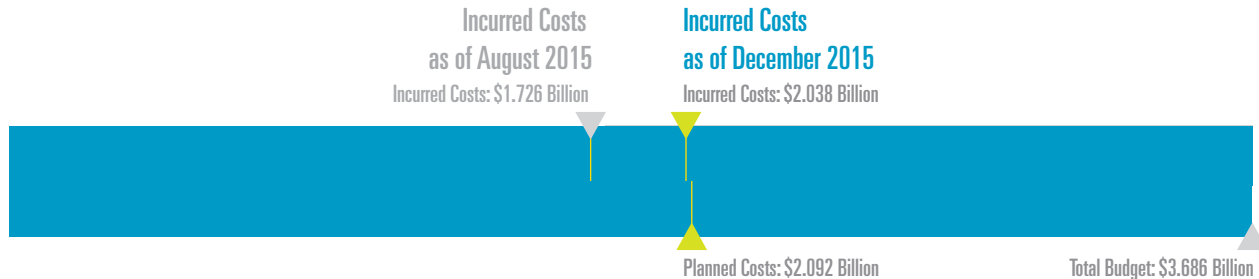 Incurred Costs
as of August 2015
Incurred Costs: $1.726 Billion
Incurred Costs
as of December 2015
Incurred Costs: $2.038 Billion
Planned Costs: $2.092 Billion
Total Budget: $3.686 Billion